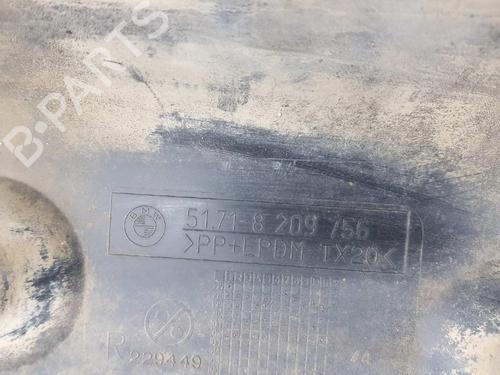 B-PARTS
BMW
51.71-8 209 756
>PP+EPDM TX20<
R 229449